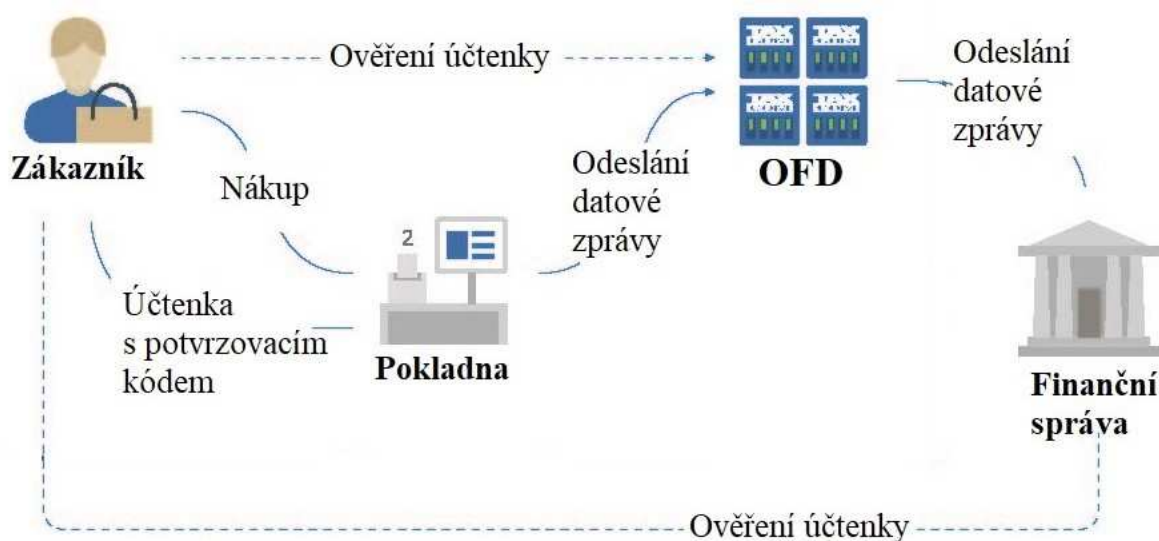 Ověření účtenky
Odeslání
datové
zprávy
Zákazník
Nákup
Odeslání
datové
zprávy
OFD
2
Účtenka
s potvrzovacím
kódem
Pokladna
Finanční
správa
Ověření účtenky